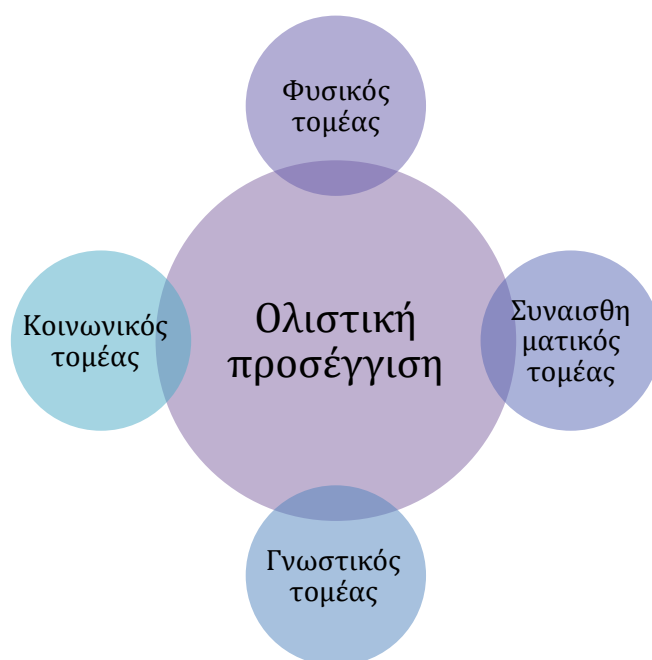 Φυσικός
τομέας
Κοινωνικός
τομέας
Ολιστική
προσέγγιση
Συναισθη
ματικός
τομέας
Γνωστικός
τομέας